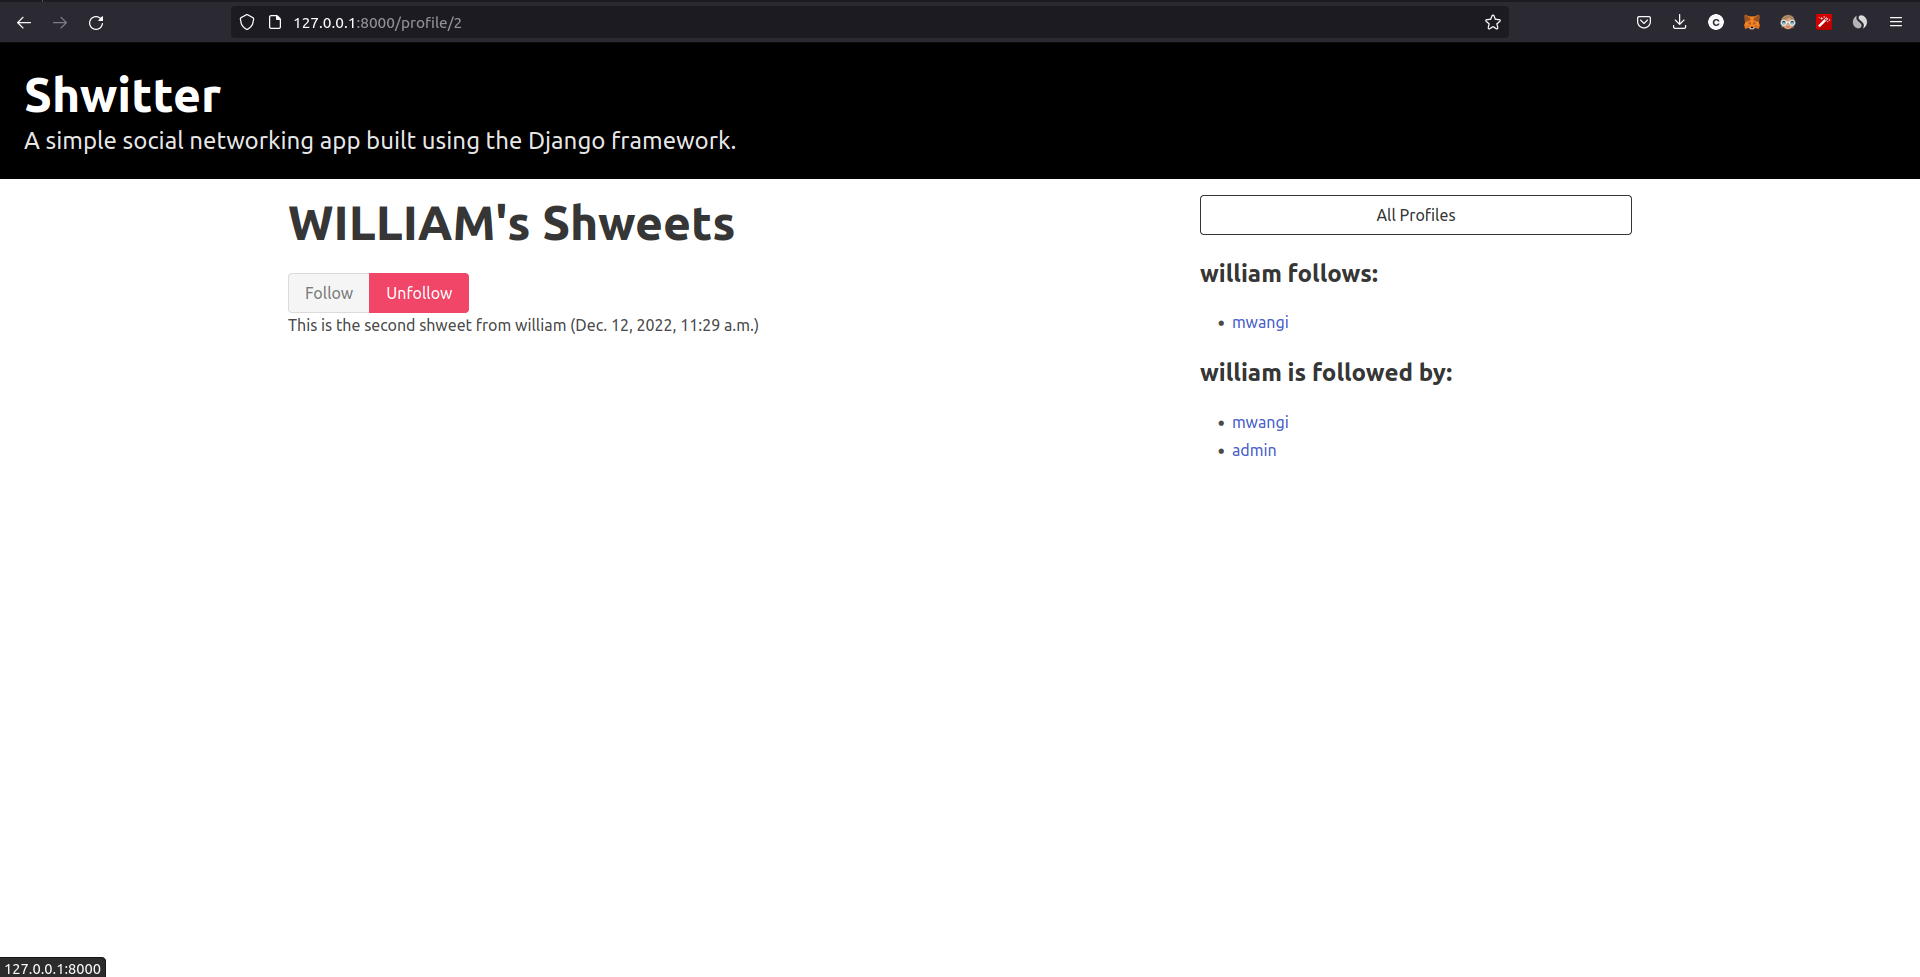 127.0.0.1:8000/profile/2
Shwitter
A simple social networking app built using the Django framework.
WILLIAM's Shweets
Follow Unfollow
This is the second shweet from william (Dec. 12, 2022, 11:29 a.m.)
All Profiles
william follows:
mwangi
william is followed by:
mwangi
admin
127.0.0.1:8000